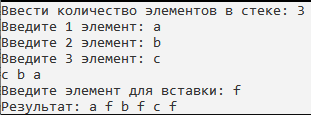 Ввести количество элементов в стеке: 3
Введите 1 элемент: a
Введите 2 элемент: b
Введите 3 элемент: c
c b a
Введите элемент для вставки: f
Результат: a f b f c f